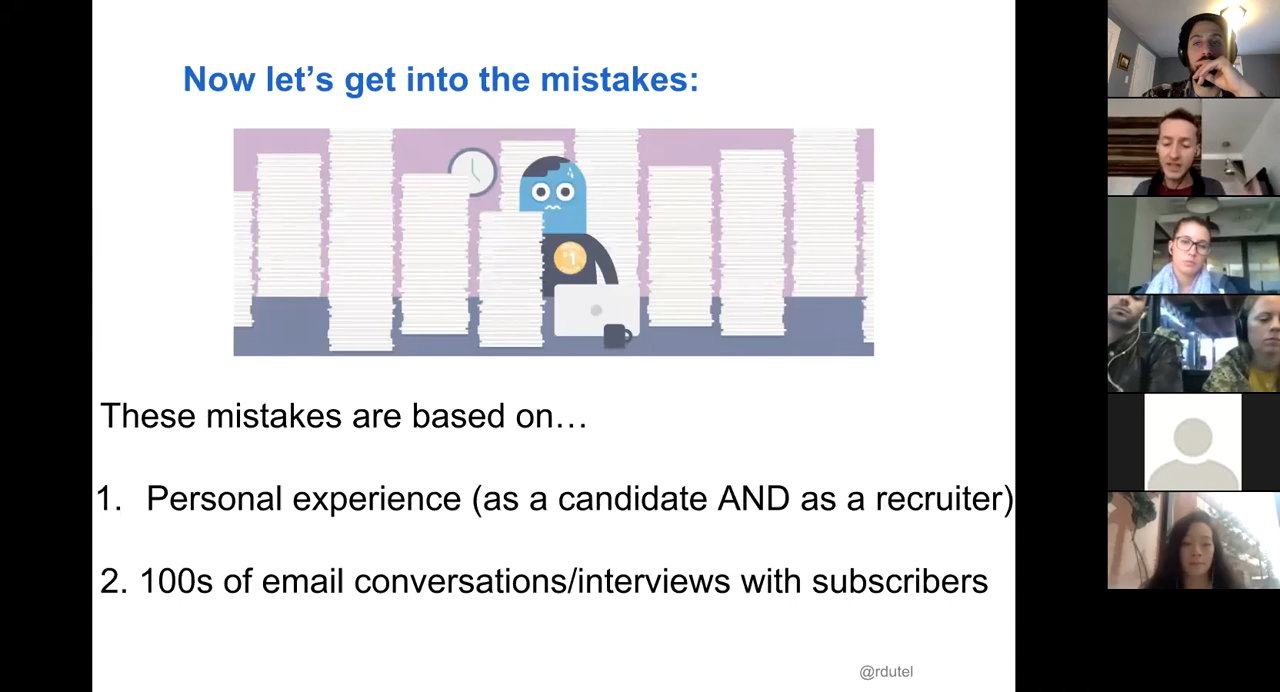 Now let’s get into the mistakes:
#1
These mistakes are based on…
1. Personal experience (as a candidate AND as a recruiter)
2. 100s of email conversations/interviews with subscribers
@rdutel